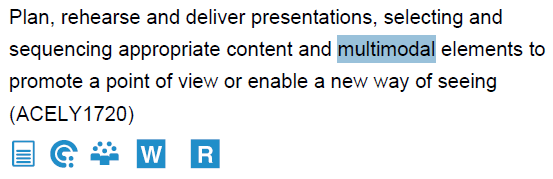 Plan, rehearse and deliver presentations, selecting and
sequencing appropriate content and multimodal elements to
promote a point of view or enable a new way of seeing
(ACELY1720)
W R